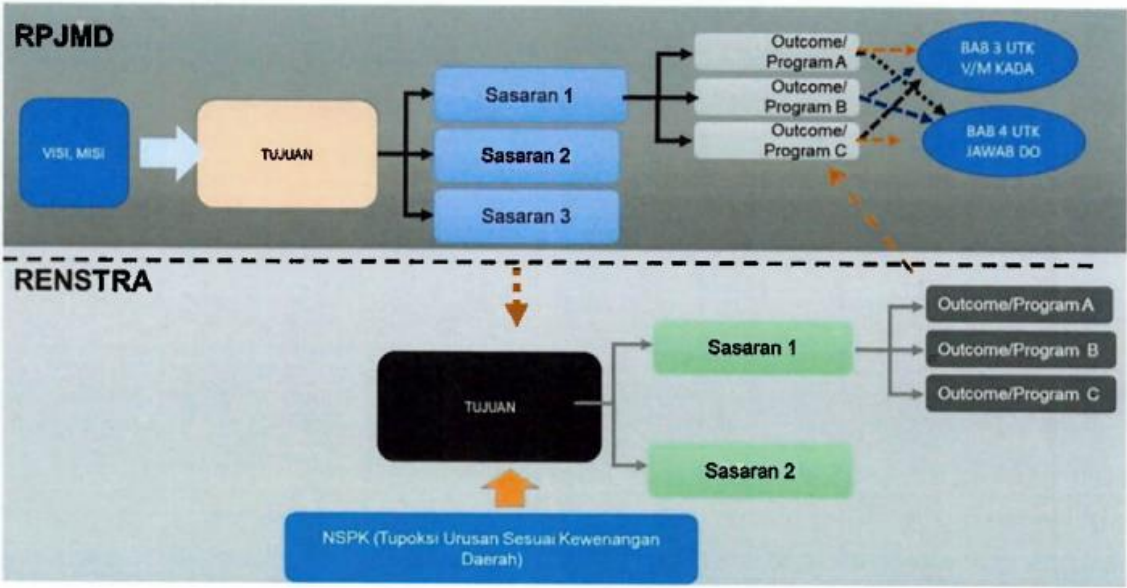 RPJMD
VISI, MISI
TUJUAN
Sasaran 1
Sasaran 2
Sasaran 3
Outcome/
Program A
Outcome/
Program B
Outcome/
Program C
BAB 3 UTK
V/M KADA
BAB 4 UTK
JAWAB DO
RENSTRA
TUJUAN
Sasaran 1
Sasaran 2
Outcome/Program A
Outcome/Program B
Outcome/Program C
NSPK (Tupoksi Urusan Sesuai Kewenangan
Daerah)